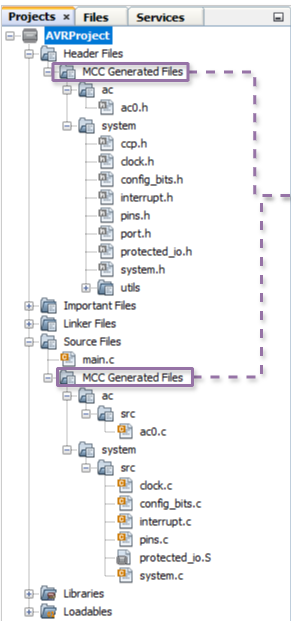 Projects × Files Services
AVRProject
Header Files
MCC Generated Files
ac
ac0.h
system
ccp.h
clock.h
config_bits.h
interrupt.h
pins.h
port.h
protected_io.h
system.h
utils
Important Files
Linker Files
Source Files
main.c
MCC Generated Files
ac
src
ac0.c
system
src
clock.c
config_bits.c
interrupt.c
pins.c
protected_io.S
system.c
Libraries
Loadables